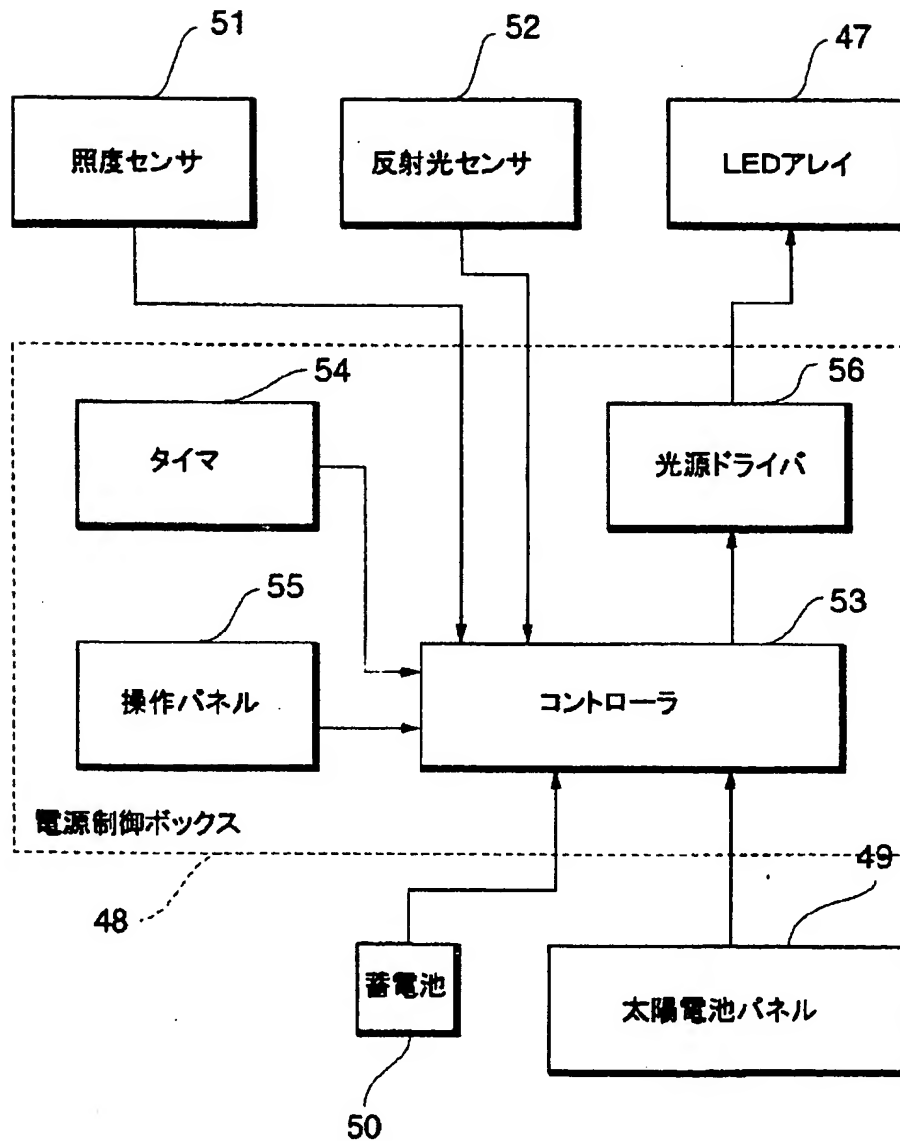 51
52
47
照度センサ
反射光センサ
LEDアレイ
54
56
タイマ
光源ドライバ
55
53
操作パネル
コントローラ
電源制御ボックス
48
49
蓄電池
太陽電池パネル
50